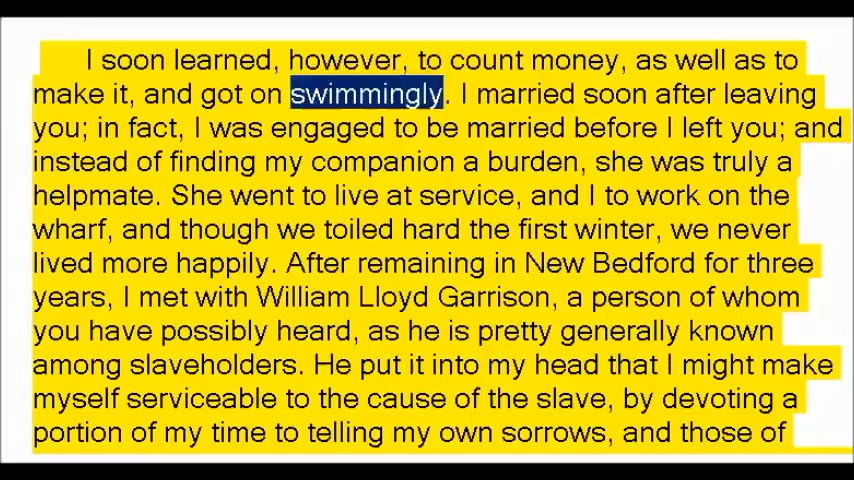 I soon learned, however, to count money, as well as to
make it, and got on swimmingly. I married soon after leaving
you; in fact, I was engaged to be married before I left you; and
instead of finding my companion a burden, she was truly a
helpmate. She went to live at service, and I to work on the
wharf, and though we toiled hard the first winter, we never
lived more happily. After remaining in New Bedford for three
years, I met with William Lloyd Garrison, a person of whom
you have possibly heard, as he is pretty generally known
among slaveholders. He put it into my head that I might make
myself serviceable to the cause of the slave, by devoting a
portion of my time to telling my own sorrows, and those of